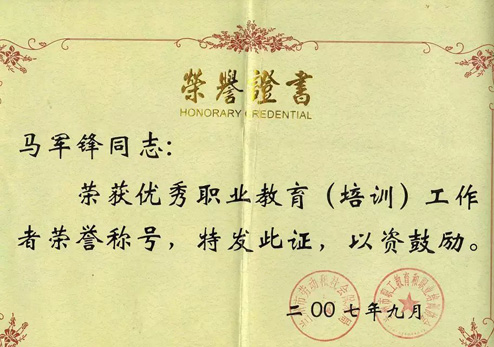 榮譽證書
HONORARY CREDENTIAL
马军锋同志:
荣获优秀职业教育（培训）工作
者荣誉称号，特发此证，以资鼓励。
二00七年九月